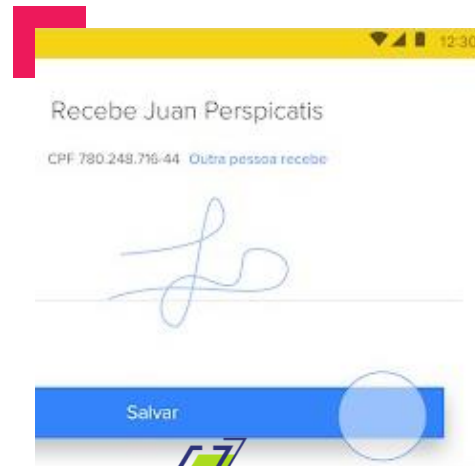 12:30
Recebe Juan Perspicatis
CPF 780.248.716-44 Outra pessoa recebe
Salvar